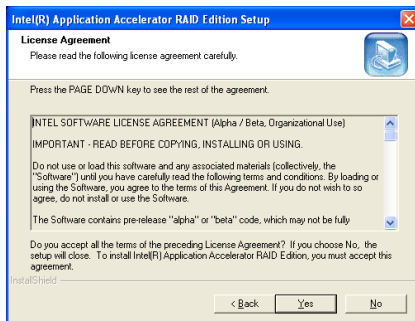 Intel(R) Application Accelerator RAID Edition Setup
License Agreement
Please read the following license agreement carefully.
Press the PAGE DOWN key to see the rest of the agreement.
INTEL SOFTWARE LICENSE AGREEMENT (Alpha / Beta, Organizational Use)
IMPORTANT - READ BEFORE COPYING, INSTALLING OR USING.
Do not use or load this software and any associated materials (collectively, the
"Software") until you have carefully read the following terms and conditions. By loading or
using the Software, you agree to the terms of this Agreement. If you do not wish to so
agree, do not install or use the Software.
The Software contains pre-release "alpha" or "beta" code, which may not be fully
Do you accept all the terms of the preceding License Agreement? If you choose No, the
setup will close. To install Intel(R) Application Accelerator RAID Edition, you must accept this
agreement.
InstallShield
< Back
Yes
No